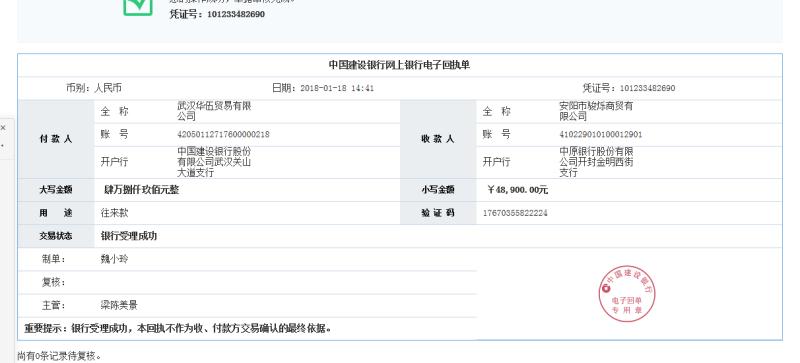 凭证号：101233482690
中国建设银行网上银行电子回执单
币别：人民币 日期：2018-01-18 14:41 凭证号：101233482690
付款人
全 称 武汉华伍贸易有限
公司
账 号 42050112717600000218
开户行 中国建设银行股份
有限公司武汉关山
大道支行
收款人
全 称 安阳市骏烁商贸有
限公司
账 号 410229010100012901
开户行 中原银行股份有限
公司开封金明西街
支行
大写金额 肆万捌仟玖佰元整 小写金额 ￥48,900.00元
用 途 往来款 验证码 17670355822224
交易状态 银行受理成功
制单： 魏小玲
复核：
主管： 梁陈美景
中国建设银行
电子回单
专用章
重要提示：银行受理成功，本回执不作为收、付款方交易确认的最终依据。
尚有0条记录待复核。